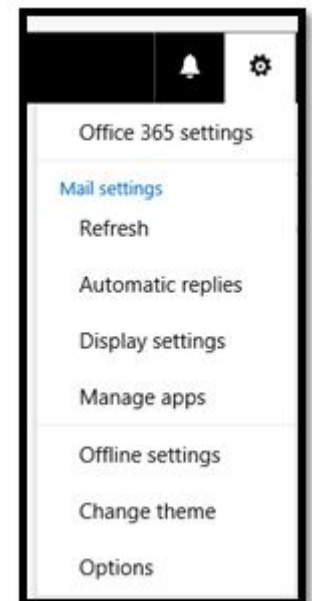 Office 365 settings
Mail settings
Refresh
Automatic replies
Display settings
Manage apps
Offline settings
Change theme
Options